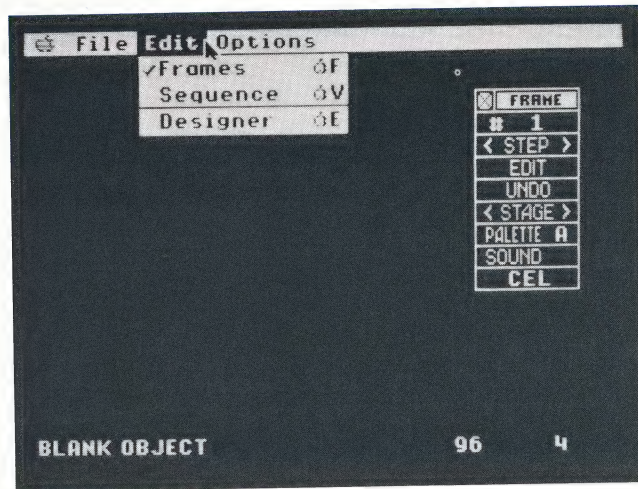 File Edit Options
✓Frames F
Sequence V
Designer E
FRAME
# 1
< STEP >
EDIT
UNDO
< STAGE >
PALETTE A
SOUND
CEL
BLANK OBJECT 96 4